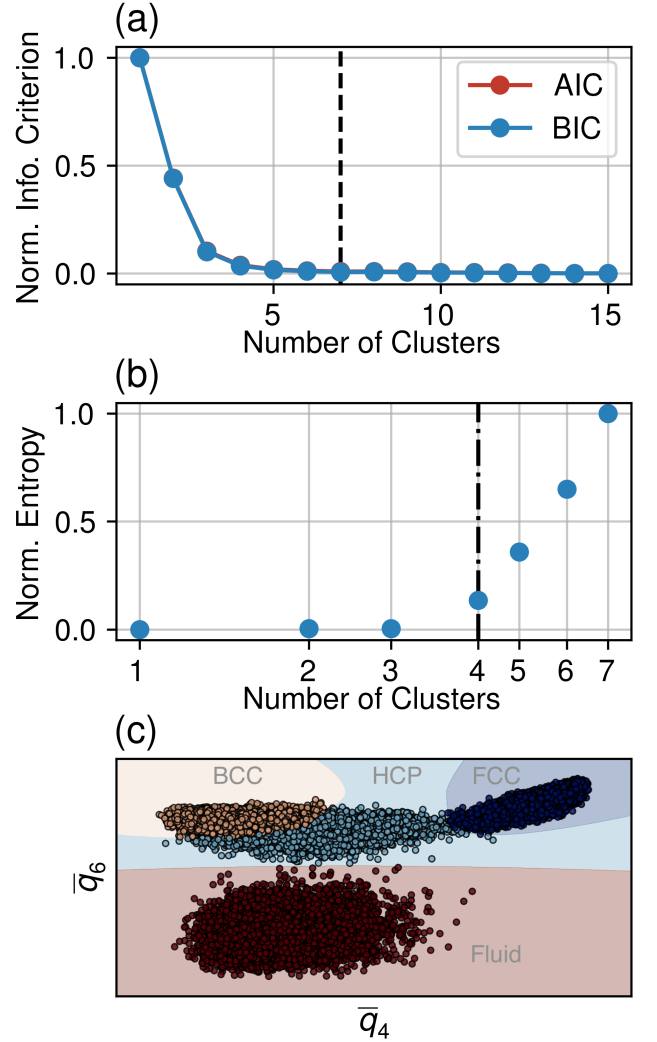 (a)
Norm. Info. Criterion
1.0
0.5
0.0
AIC
BIC
5
10
15
Number of Clusters
(b)
Norm. Entropy
1.0
0.5
0.0
1
2
3
4
5
6
7
Number of Clusters
(c)
BCC
HCP
FCC
Fluid
q̅₆
q̅₄